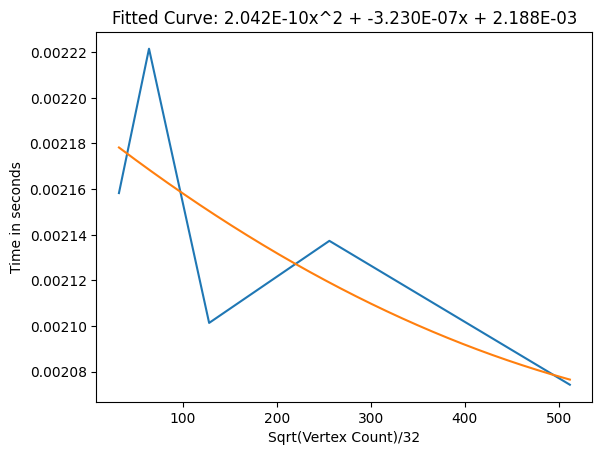 Fitted Curve: 2.042E-10x^2 + -3.230E-07x + 2.188E-03
0.00222
0.00220
0.00218
0.00216
0.00214
0.00212
0.00210
0.00208
Time in seconds
100 200 300 400 500
Sqrt(Vertex Count)/32